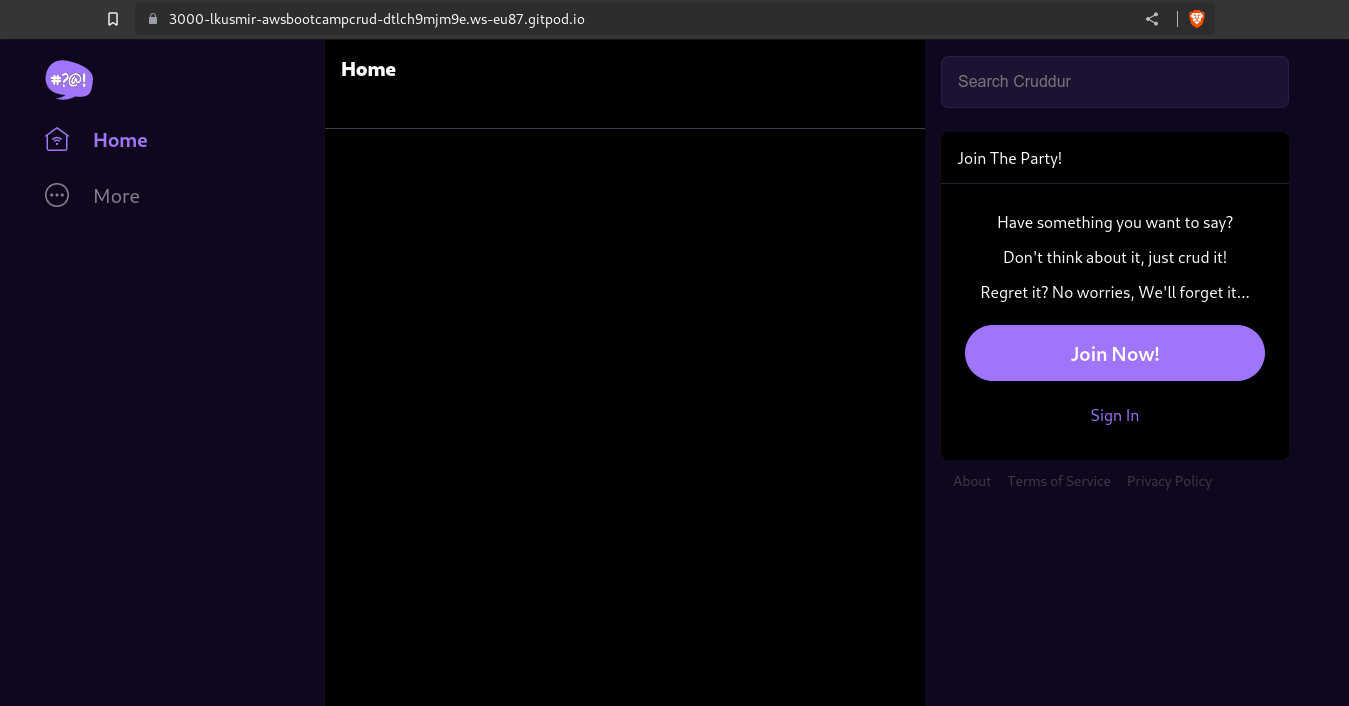 3000-lkusmir-awsbootcampcrud-dtlch9mjm9e.ws-eu87.gitpod.io
#?@!
Home
More
Home
Search Cruddur
Join The Party!
Have something you want to say?
Don't think about it, just crud it!
Regret it? No worries, We'll forget it...
Join Now!
Sign In
About Terms of Service Privacy Policy